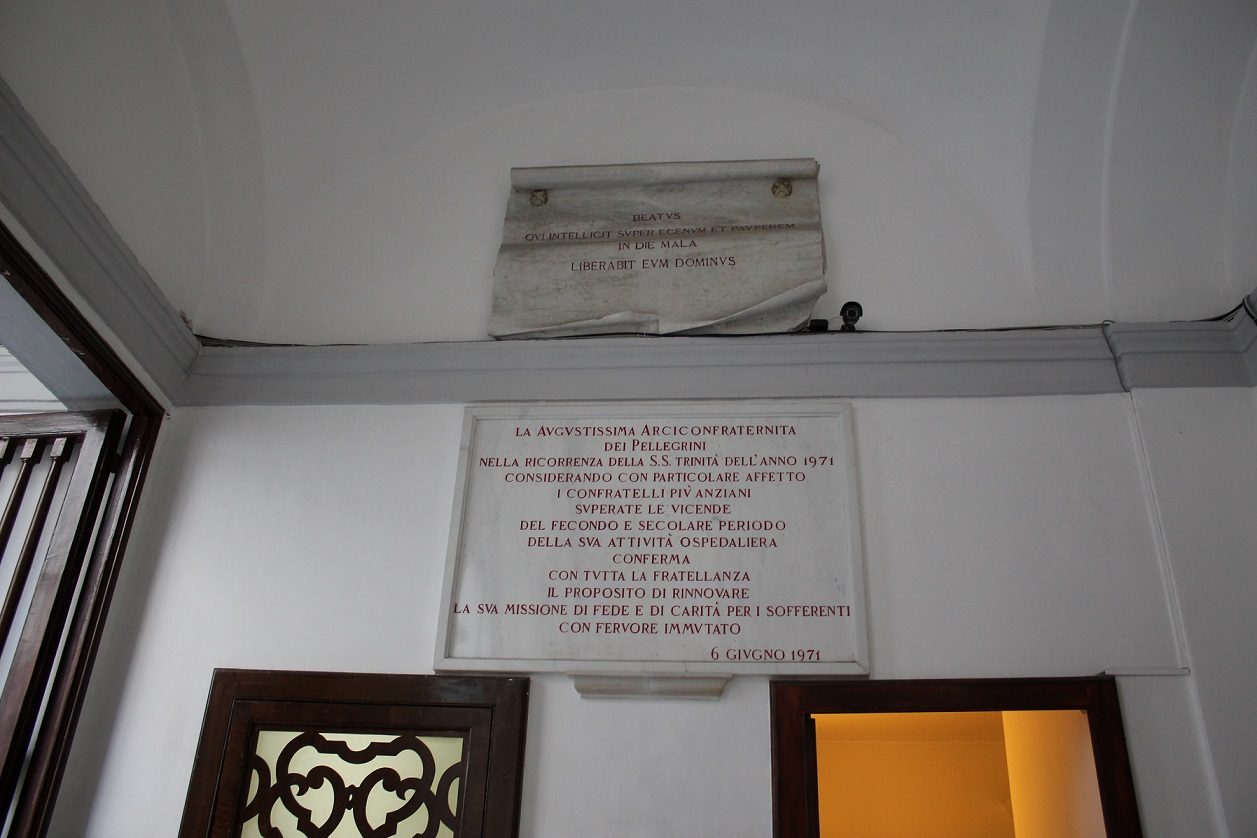 BEATVS
QVI INTELLIGIT SVPER EGENVM ET PAVPEREM
IN DIE MALA
LIBERABIT EVM DOMINVS
LA AVGVSTISSIMA ARCICONFRATERNITA
DEI PELLEGRINI
NELLA RICORRENZA DELLA S.S. TRINITÀ DELL'ANNO 1971
CONSIDERANDO CON PARTICOLARE AFFETTO
I CONFRATELLI PIV̀ ANZIANI
SVPERATE LE VICENDE
DEL FECONDO E SECOLARE PERIODO
DELLA SVA ATTIVITÀ OSPEDALIERA
CONFERMA
CON TVTTA LA FRATELLANZA
IL PROPOSITO DI RINNOVARE
LA SVA MISSIONE DI FEDE E DI CARITÀ PER I SOFFERENTI
CON FERVORE IMMVTATO
6 GIVGNO 1971